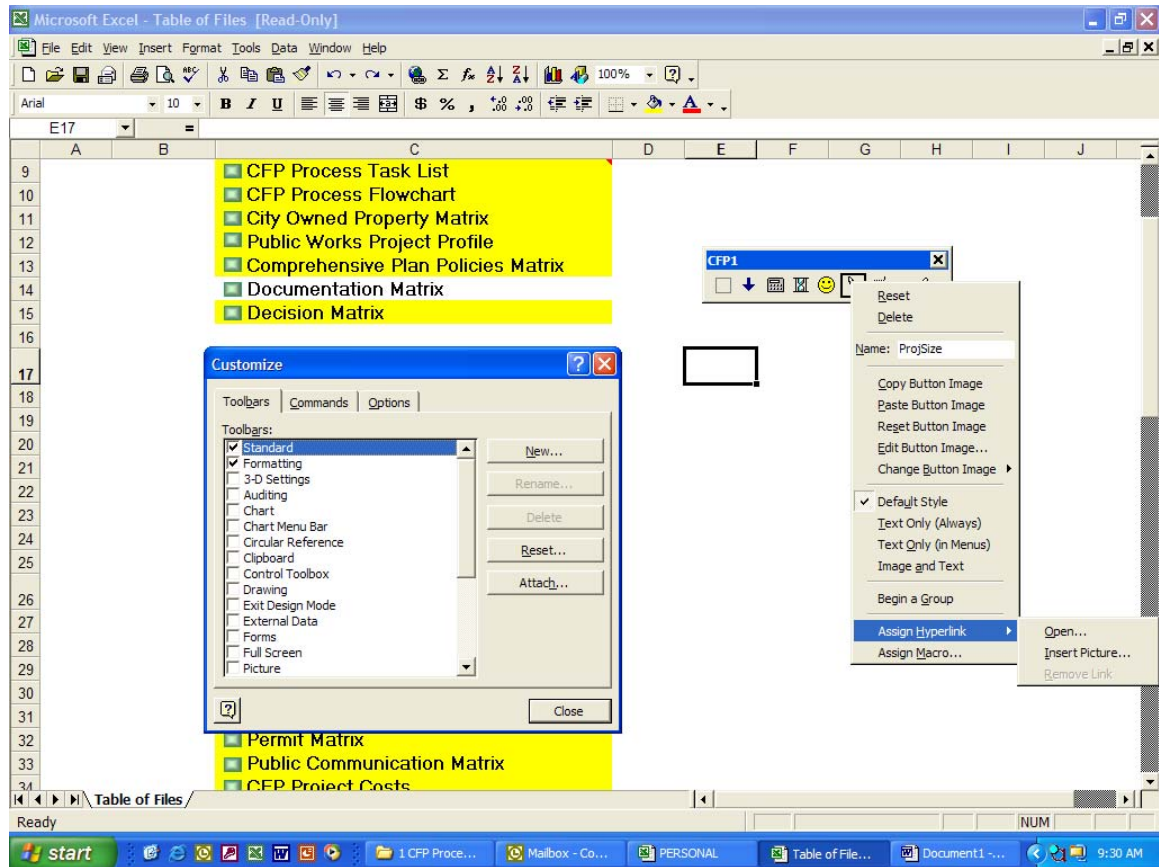 Microsoft Excel - Table of Files [Read-Only]
File Edit View Insert Format Tools Data Window Help
100%
Arial 10 B I U $ % ,
E17 =
A B C D E F G H I J
9 CFP Process Task List
10 CFP Process Flowchart
11 City Owned Property Matrix
12 Public Works Project Profile
13 Comprehensive Plan Policies Matrix
14 Documentation Matrix
15 Decision Matrix
16
17
18
19
20
21
22
23
24
25
26
27
28
29
30
31
32 Permit Matrix
33 Public Communication Matrix
34 CFP Project Costs
CFP1
Reset
Delete
Name: ProjSize
Copy Button Image
Paste Button Image
Reset Button Image
Edit Button Image...
Change Button Image
Default Style
Text Only (Always)
Text Only (in Menus)
Image and Text
Begin a Group
Assign Hyperlink
Assign Macro...
Open...
Insert Picture...
Remove Link
Customize
Toolbars Commands Options
Toolbars:
Standard
Formatting
3-D Settings
Auditing
Chart
Chart Menu Bar
Circular Reference
Clipboard
Control Toolbox
Drawing
Exit Design Mode
External Data
Forms
Full Screen
Picture
New...
Rename...
Delete
Reset...
Attach...
Close
Table of Files
Ready NUM
start 1 CFP Proce... Mailbox - Co... PERSONAL Table of File... Document1 -... 9:30 AM